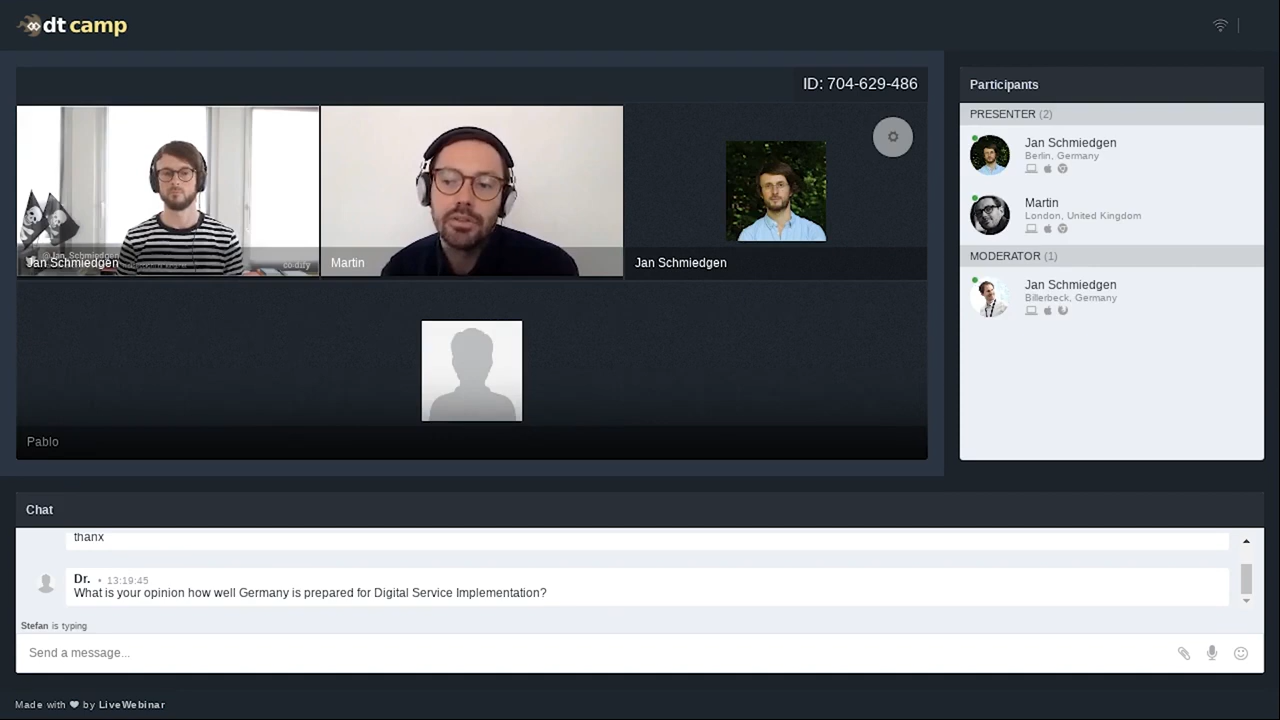 dt camp
ID: 704-629-486
@Jan_Schmiedgen
Jan Schmiedgen
co:dify
Martin
Jan Schmiedgen
Pablo
Participants
PRESENTER (2)
Jan Schmiedgen
Berlin, Germany
Martin
London, United Kingdom
MODERATOR (1)
Jan Schmiedgen
Billerbeck, Germany
Chat
thanx
Dr. • 13:19:45
What is your opinion how well Germany is prepared for Digital Service Implementation?
Stefan is typing
Send a message...
Made with ❤ by LiveWebinar